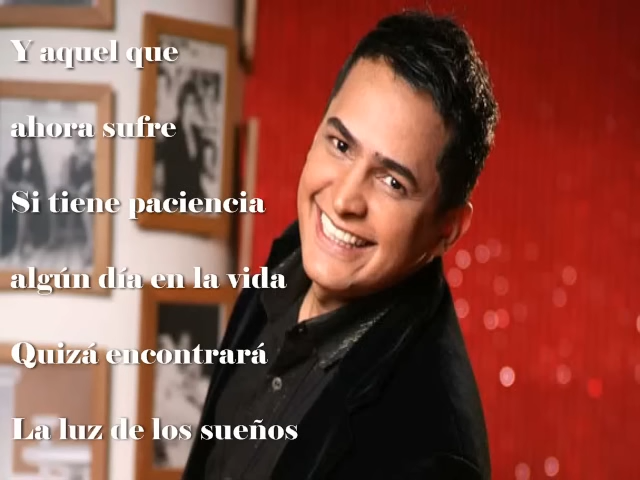 Y aquel que
ahora sufre
Si tiene paciencia
algún día en la vida
Quizá encontrará
La luz de los sueños